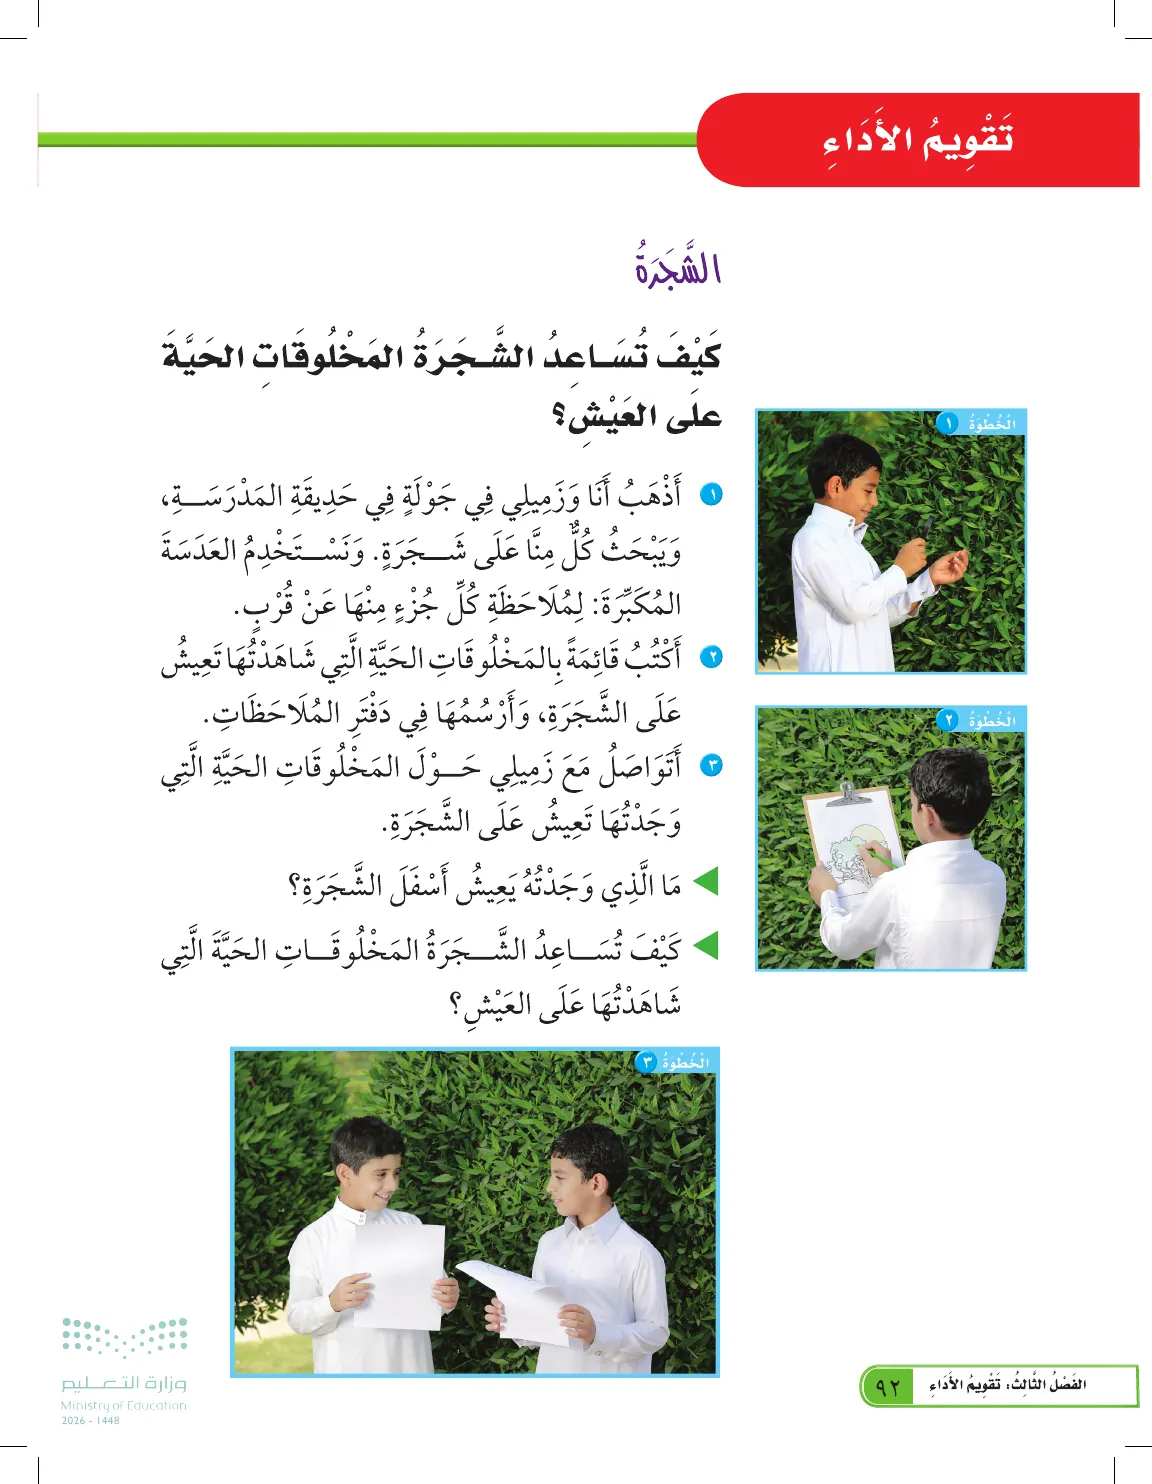 تَقْوِيمُ الأَدَاءِ
الشَّجَرَةُ
كَيْفَ تُسَاعِدُ الشَّجَرَةُ المَخْلُوقَاتِ الحَيَّةَ
علَى العَيْشِ؟
١ أَذْهَبُ أَنَا وَزَمِيلِي فِي جَوْلَةٍ فِي حَدِيقَةِ المَدْرَسَةِ،
وَيَبْحَثُ كُلٌّ مِنَّا عَلَى شَجَرَةٍ. وَنَسْتَخْدِمُ العَدَسَةَ
المُكَبِّرَةَ: لِمُلَاحَظَةِ كُلِّ جُزْءٍ مِنْهَا عَنْ قُرْبٍ.
٢ أَكْتُبُ قَائِمَةً بِالمَخْلُوقَاتِ الحَيَّةِ الَّتِي شَاهَدْتُهَا تَعِيشُ
عَلَى الشَّجَرَةِ، وَأَرْسُمُهَا فِي دَفْتَرِ المُلَاحَظَاتِ.
٣ أَتَوَاصَلُ مَعَ زَمِيلِي حَوْلَ المَخْلُوقَاتِ الحَيَّةِ الَّتِي
وَجَدْتُهَا تَعِيشُ عَلَى الشَّجَرَةِ.
مَا الَّذِي وَجَدْتُهُ يَعِيشُ أَسْفَلَ الشَّجَرَةِ؟
كَيْفَ تُسَاعِدُ الشَّجَرَةُ المَخْلُوقَاتِ الحَيَّةَ الَّتِي
شَاهَدْتُهَا عَلَى العَيْشِ؟
الْخُطْوَةُ ١
الْخُطْوَةُ ٢
الْخُطْوَةُ ٣
وزارة التعليم
Ministry of Education
2026 - 1448
٩٢ الفَصْلُ الثَّالِثُ: تَقْوِيمُ الأَدَاءِ